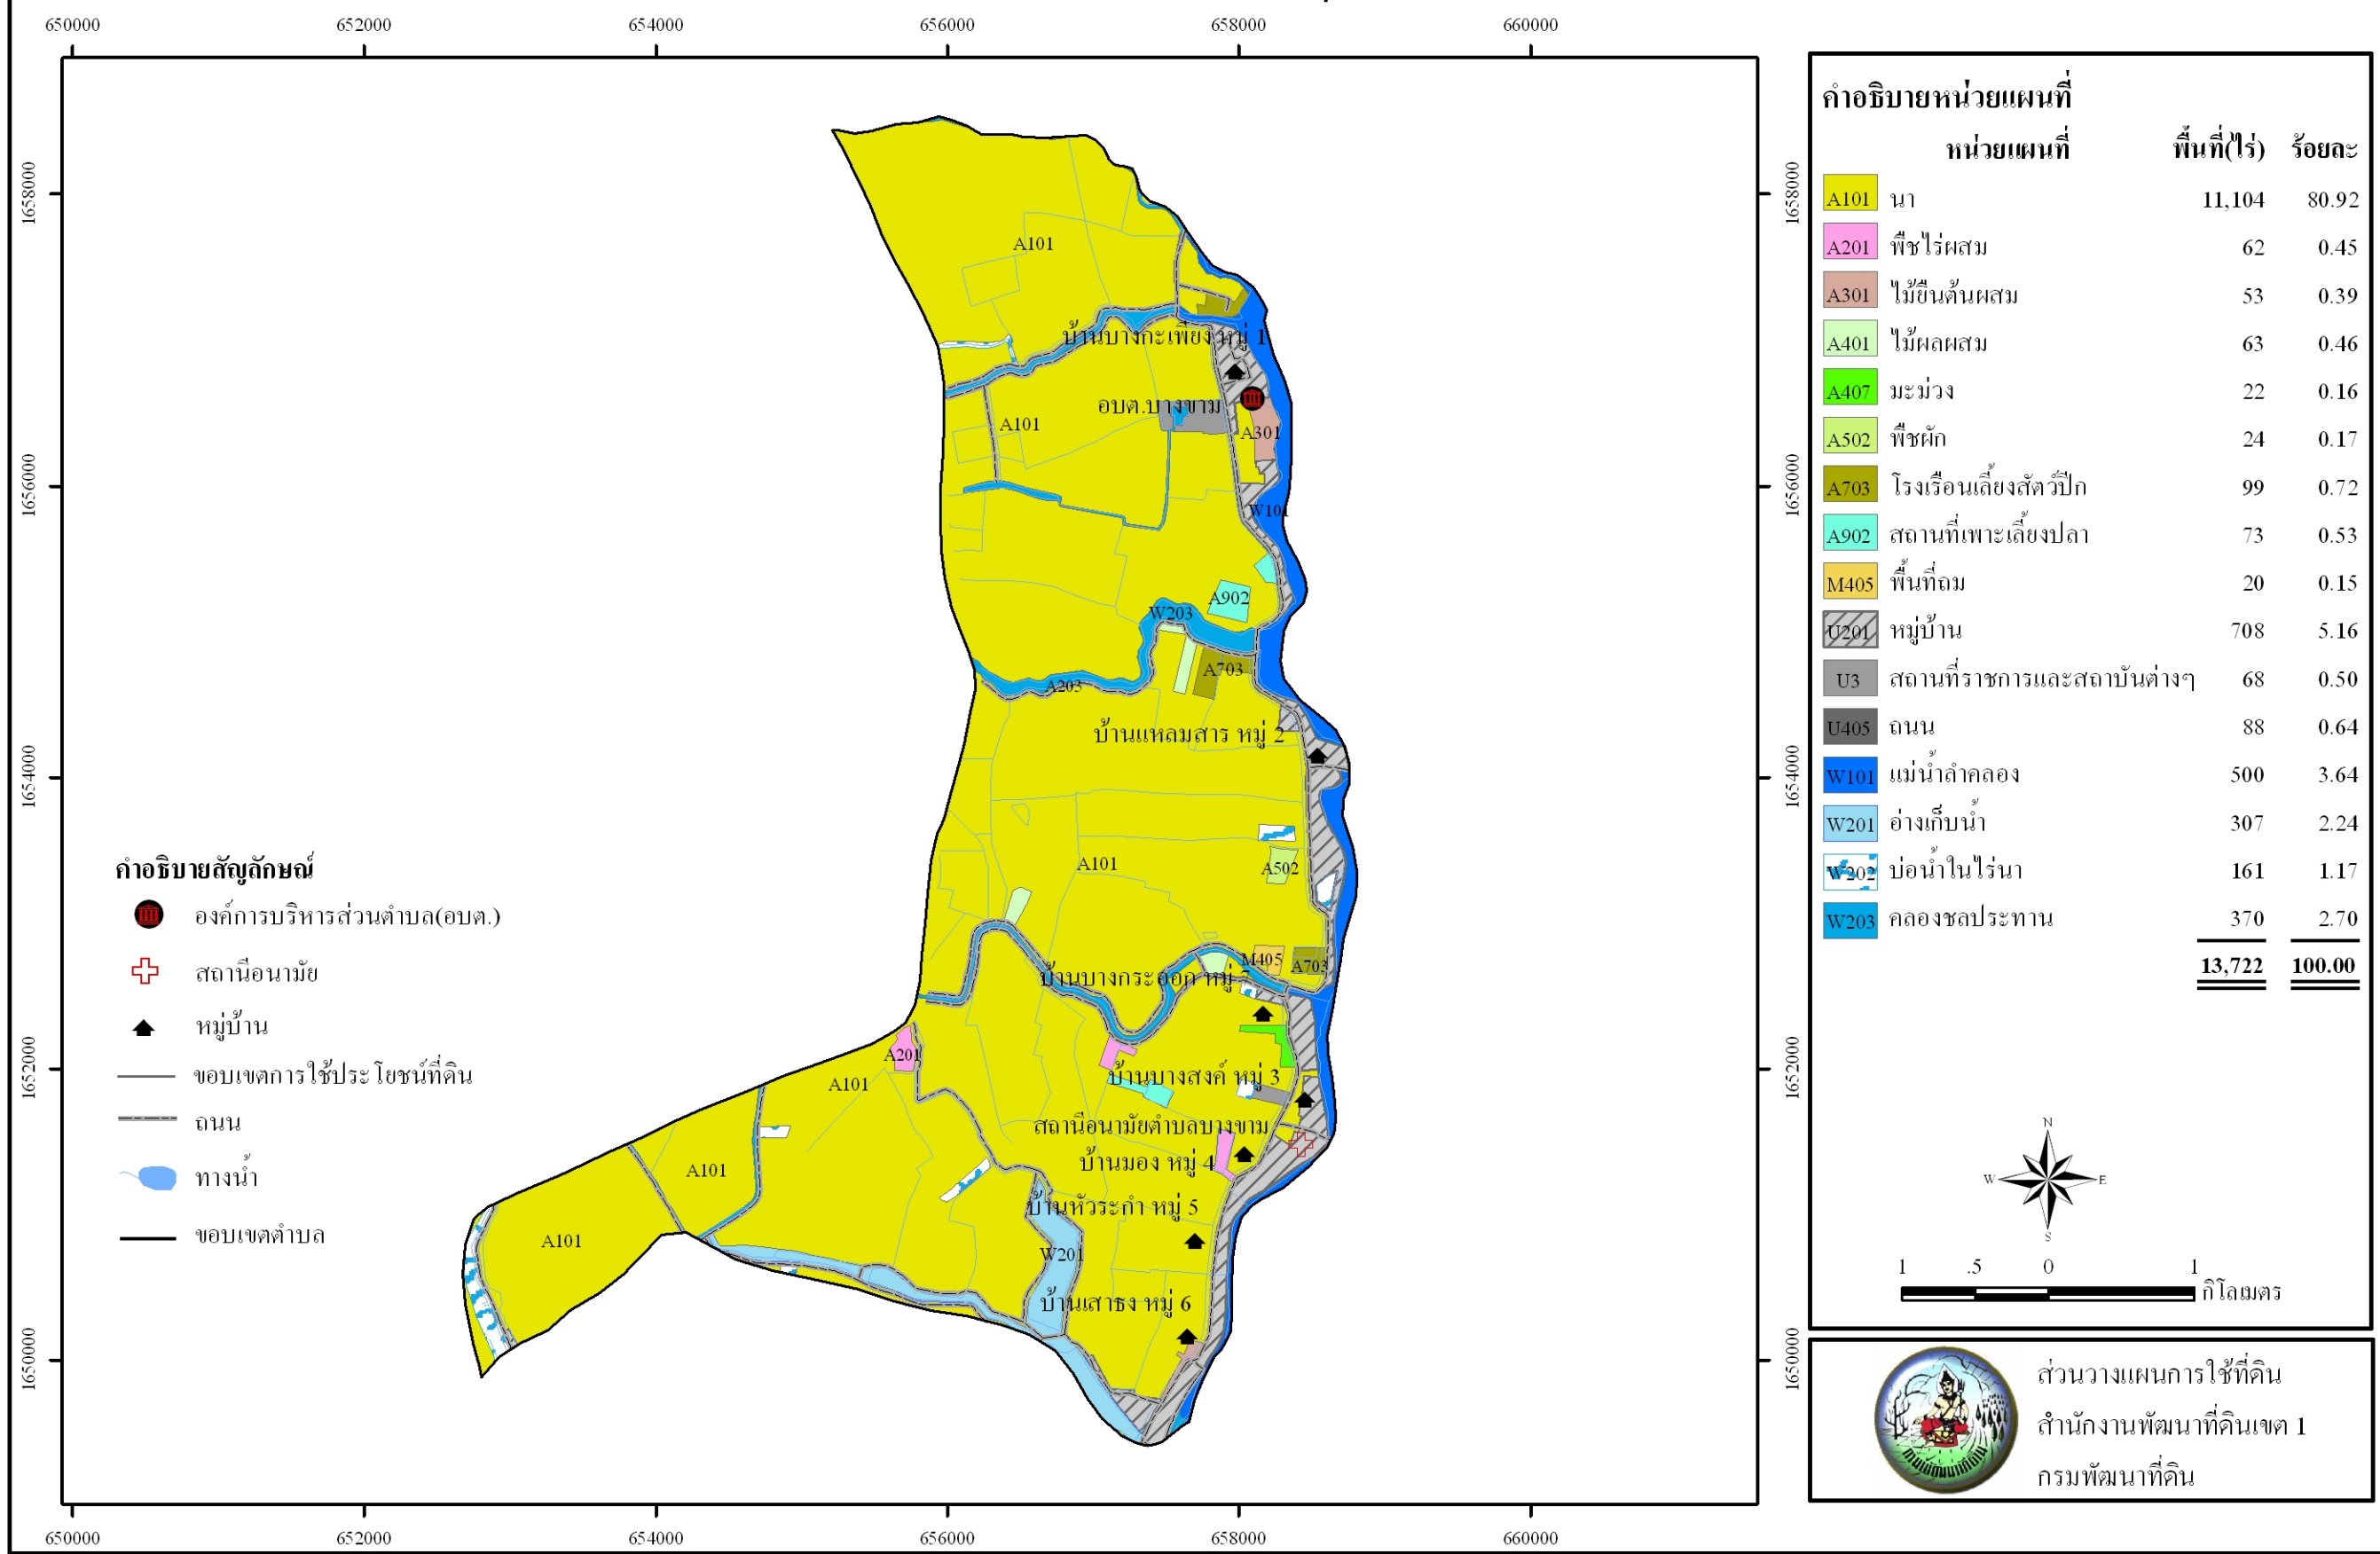 650000 652000 654000 656000 658000 660000
1658000 1658000
1656000 1656000
1654000 1654000
1652000 1652000
1650000 1650000
A101
บ้านบางกะเพียง หมู่ 1
อบต.บางขาม
A101
A301
W101
A902
W203
A703
A203
บ้านแหลมสาร หมู่ 2
A101
A502
M405
A703
บ้านบางกระออก หมู่ 7
A201
A101
บ้านบางสงค์ หมู่ 3
สถานีอนามัยตำบลบางขาม
บ้านมอง หมู่ 4
A101
บ้านหัวระกำ หมู่ 5
A101
W201
บ้านเสาธง หมู่ 6
650000 652000 654000 656000 658000 660000
คำอธิบายสัญลักษณ์
องค์การบริหารส่วนตำบล(อบต.)
สถานีอนามัย
หมู่บ้าน
ขอบเขตการใช้ประโยชน์ที่ดิน
ถนน
ทางน้ำ
ขอบเขตตำบล
คำอธิบายหน่วยแผนที่
หน่วยแผนที่ พื้นที่(ไร่) ร้อยละ
A101 นา 11,104 80.92
A201 พืชไร่ผสม 62 0.45
A301 ไม้ยืนต้นผสม 53 0.39
A401 ไม้ผลผสม 63 0.46
A407 มะม่วง 22 0.16
A502 พืชผัก 24 0.17
A703 โรงเรือนเลี้ยงสัตว์ปีก 99 0.72
A902 สถานที่เพาะเลี้ยงปลา 73 0.53
M405 พื้นที่ถม 20 0.15
U201 หมู่บ้าน 708 5.16
U3 สถานที่ราชการและสถาบันต่างๆ 68 0.50
U405 ถนน 88 0.64
W101 แม่น้ำลำคลอง 500 3.64
W201 อ่างเก็บน้ำ 307 2.24
W202 บ่อน้ำในไร่นา 161 1.17
W203 คลองชลประทาน 370 2.70
13,722 100.00
N
W E
S
1 .5 0 1
กิโลเมตร
ส่วนวางแผนการใช้ที่ดิน
สำนักงานพัฒนาที่ดินเขต 1
กรมพัฒนาที่ดิน
กรมพัฒนาที่ดิน